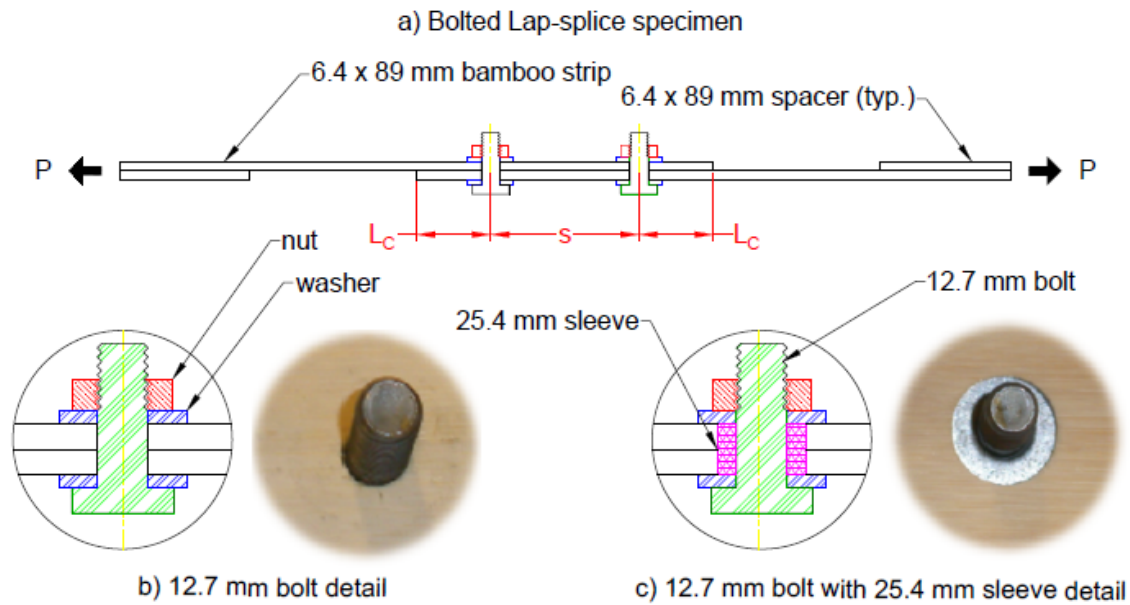 a) Bolted Lap-splice specimen
6.4 x 89 mm bamboo strip
6.4 x 89 mm spacer (typ.)
P
P
L_C
s
L_C
nut
washer
12.7 mm bolt
25.4 mm sleeve
b) 12.7 mm bolt detail
c) 12.7 mm bolt with 25.4 mm sleeve detail